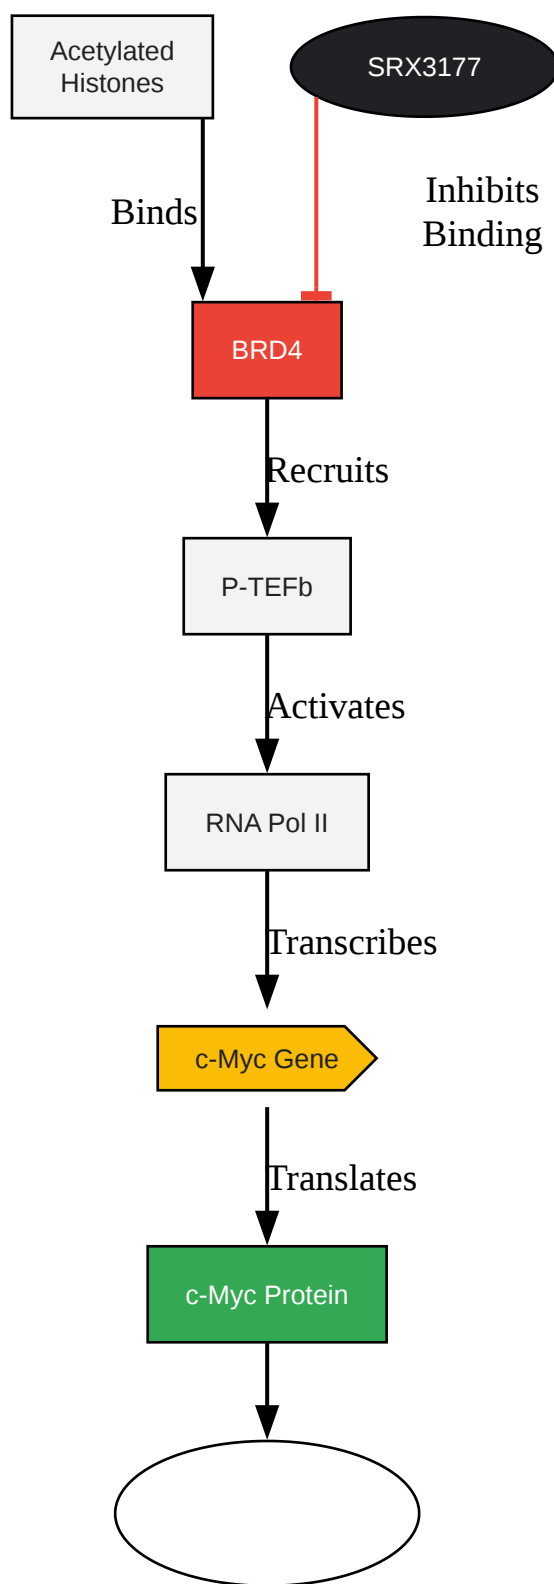 Acetylated
Histones
SRX3177
Binds
Inhibits
Binding
BRD4
Recruits
P-TEFb
Activates
RNA Pol II
Transcribes
c-Myc Gene
Translates
c-Myc Protein